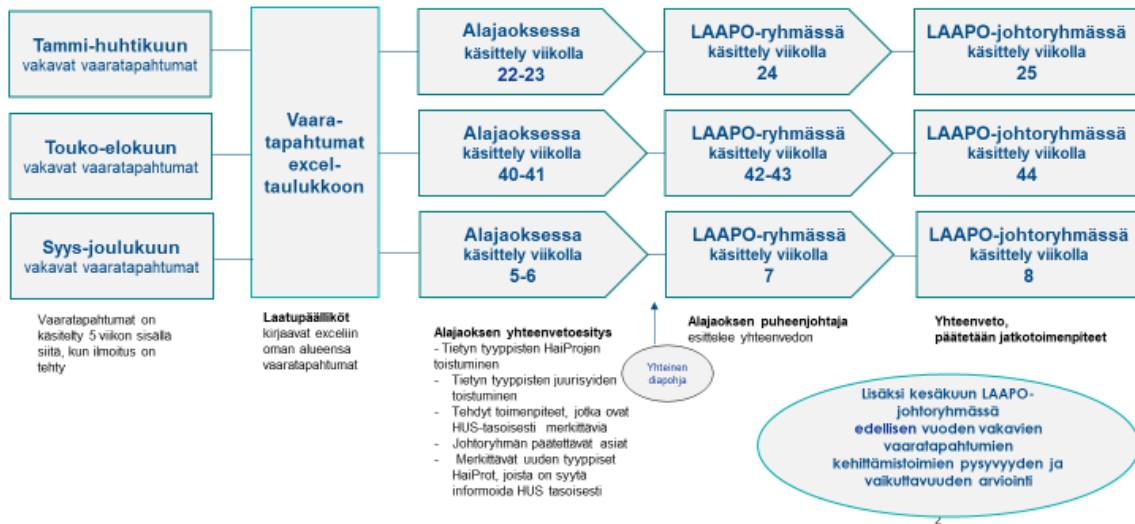 Tammi-huhtikuun
vakavat vaaratapahtumat
Touko-elokuun
vakavat vaaratapahtumat
Syys-joulukuun
vakavat vaaratapahtumat
Vaara-
tapahtumat
excel-
taulukkoon
Alajaoksessa
käsittely viikolla
22-23
LAAPO-ryhmässä
käsittely viikolla
24
LAAPO-johtoryhmässä
käsittely viikolla
25
Alajaoksessa
käsittely viikolla
40-41
LAAPO-ryhmässä
käsittely viikolla
42-43
LAAPO-johtoryhmässä
käsittely viikolla
44
Alajaoksessa
käsittely viikolla
5-6
LAAPO-ryhmässä
käsittely viikolla
7
LAAPO-johtoryhmässä
käsittely viikolla
8
Vaaratapahtumat on
käsitelty 5 viikon sisällä
siitä, kun ilmoitus on
tehty
Laatupäälliköt
kirjaavat exceliin
oman alueensa
vaaratapahtumat
Alajaoksen yhteenvetoesitys
- Tietyn tyyppisten HaiProjen
toistuminen
- Tietyn tyyppisten juurisyiden
toistuminen
- Tehdyt toimenpiteet, jotka ovat
HUS-tasoisesti merkittäviä
- Johtoryhmän päätettävät asiat
- Merkittävät uuden tyyppiset
HaiProt, joista on syytä
informoida HUS tasoisesti
Yhteinen
diapohja
Alajaoksen puheenjohtaja
esittelee yhteenvedon
Yhteenveto,
päätetään jatkotoimenpiteet
Lisäksi kesäkuun LAAPO-
johtoryhmässä
edellisen vuoden vakavien
vaaratapahtumien
kehittämistoimien pysyvyyden ja
vaikuttavuuden arviointi
2